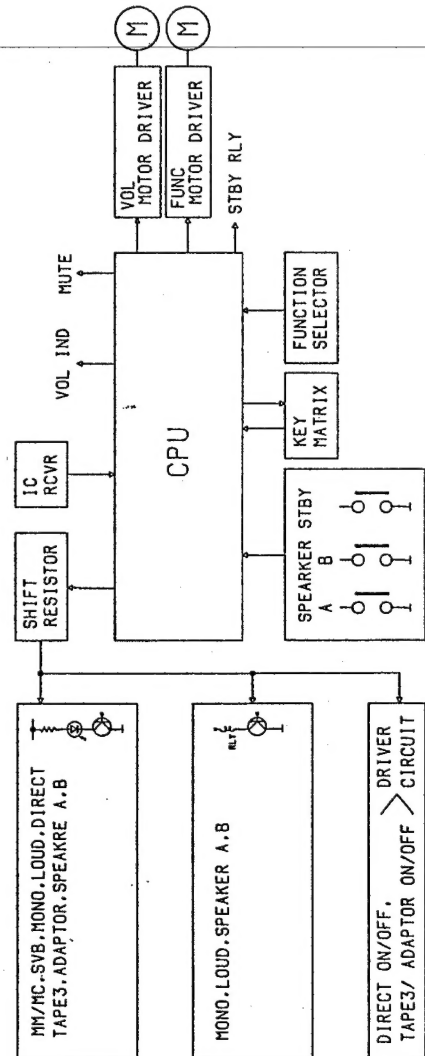 MM/MC.SVB.MONO.LOUD.DIRECT
TAPE3.ADAPTOR.SPEAKRE A.B
MONO.LOUD.SPEAKER A.B
RLY
DIRECT ON/OFF.
TAPE3/ ADAPTOR ON/OFF
DRIVER
CIRCUIT
SHIFT
RESISTOR
IC
RCVR
VOL IND
MUTE
CPU
SPEARKER STBY
A
B
KEY
MATRIX
FUNCTION
SELECTOR
VOL
MOTOR DRIVER
FUNC
MOTOR DRIVER
STBY RLY
M
M